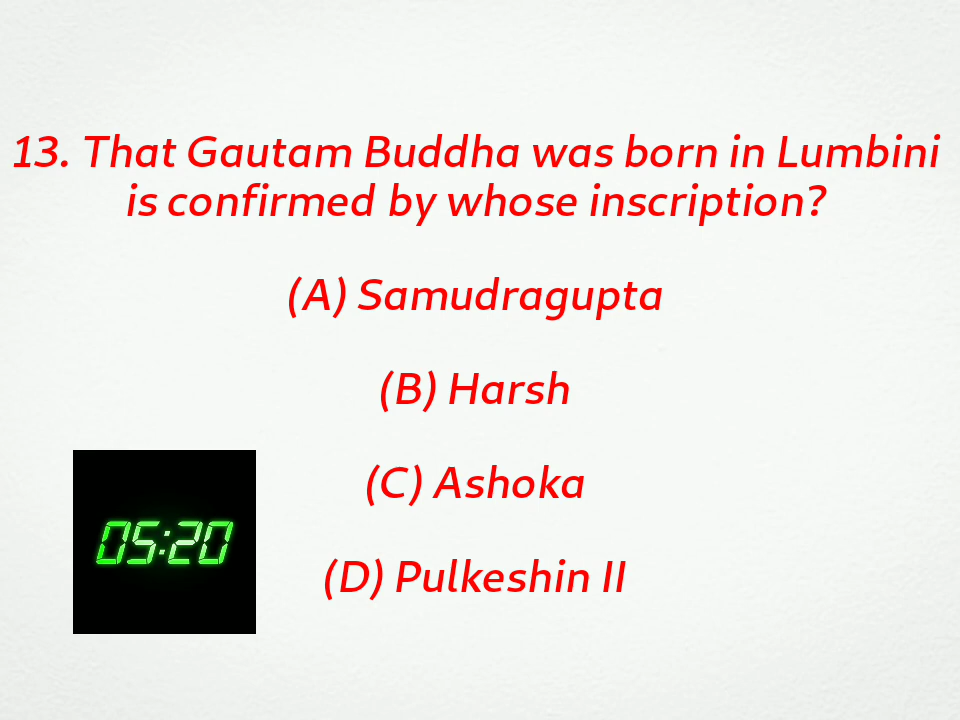 13. That Gautam Buddha was born in Lumbini
is confirmed by whose inscription?
(A) Samudragupta
(B) Harsh
(C) Ashoka
05:20
(D) Pulkeshin II